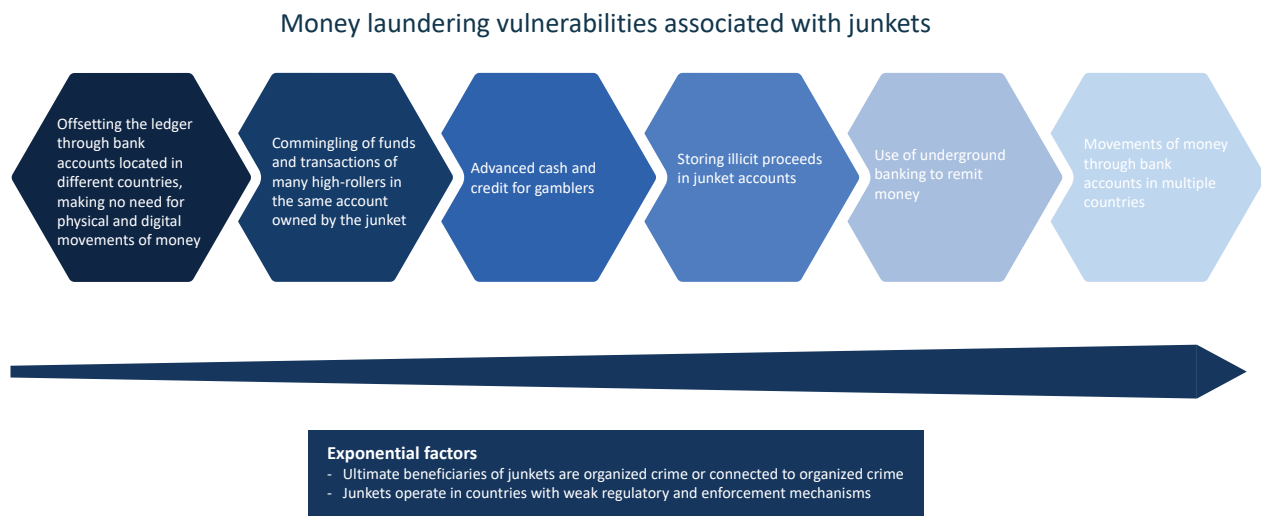 Money laundering vulnerabilities associated with junkets
Offsetting the ledger
through bank
accounts located in
different countries,
making no need for
physical and digital
movements of money
Commingling of funds
and transactions of
many high-rollers in
the same account
owned by the junket
Advanced cash and
credit for gamblers
Storing illicit proceeds
in junket accounts
Use of underground
banking to remit
money
Movements of money
through bank
accounts in multiple
countries
Exponential factors
- Ultimate beneficiaries of junkets are organized crime or connected to organized crime
- Junkets operate in countries with weak regulatory and enforcement mechanisms